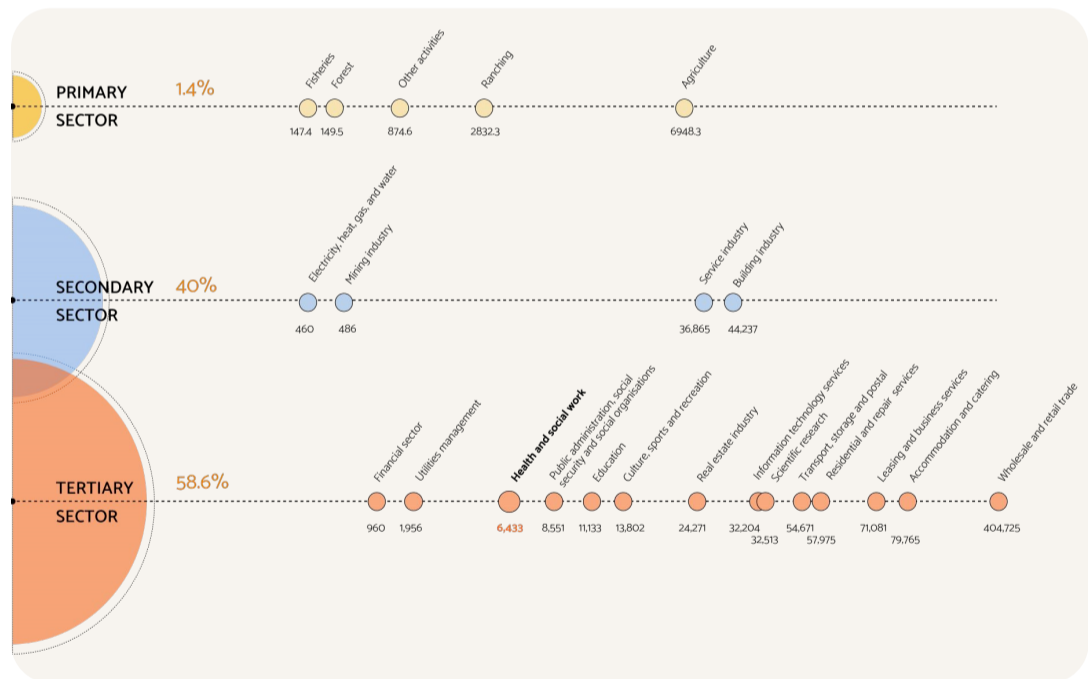 PRIMARY
SECTOR
1.4%
Fisheries
Forest
Other activities
Ranching
Agriculture
147.4
149.5
874.6
2832.3
6948.3
SECONDARY
SECTOR
40%
Electricity, heat, gas, and water
Mining industry
Service industry
Building industry
460
486
36,865
44,237
TERTIARY
SECTOR
58.6%
Financial sector
Utilities management
Health and social work
Public administration, social
security and social organisations
Education
Culture, sports and recreation
Real estate industry
Information technology services
Scientific research
Transport, storage and postal
Residential and repair services
Leasing and business services
Accommodation and catering
Wholesale and retail trade
960
1,956
6,433
8,551
11,133
13,802
24,271
32,204
32,513
54,671
57,975
71,081
79,765
404,725